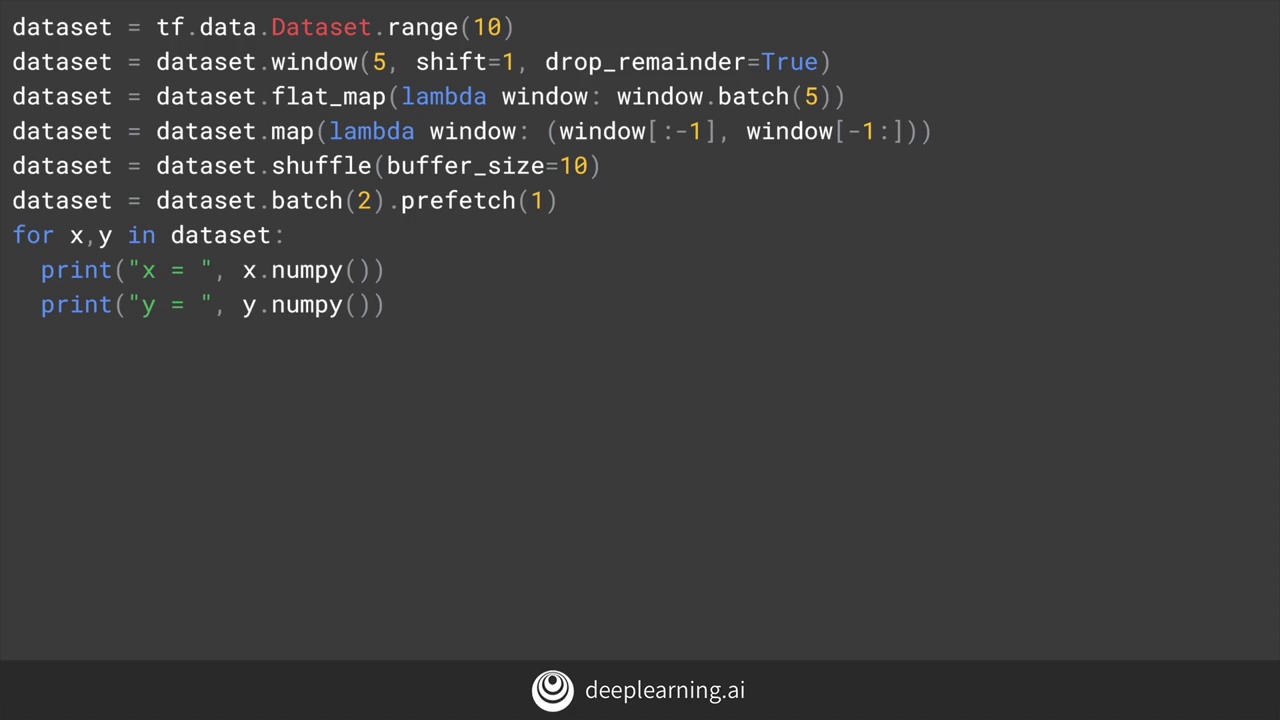 dataset = tf.data.Dataset.range(10)
dataset = dataset.window(5, shift=1, drop_remainder=True)
dataset = dataset.flat_map(lambda window: window.batch(5))
dataset = dataset.map(lambda window: (window[:-1], window[-1:]))
dataset = dataset.shuffle(buffer_size=10)
dataset = dataset.batch(2).prefetch(1)
for x,y in dataset:
  print("x = ", x.numpy())
  print("y = ", y.numpy())
deeplearning.ai